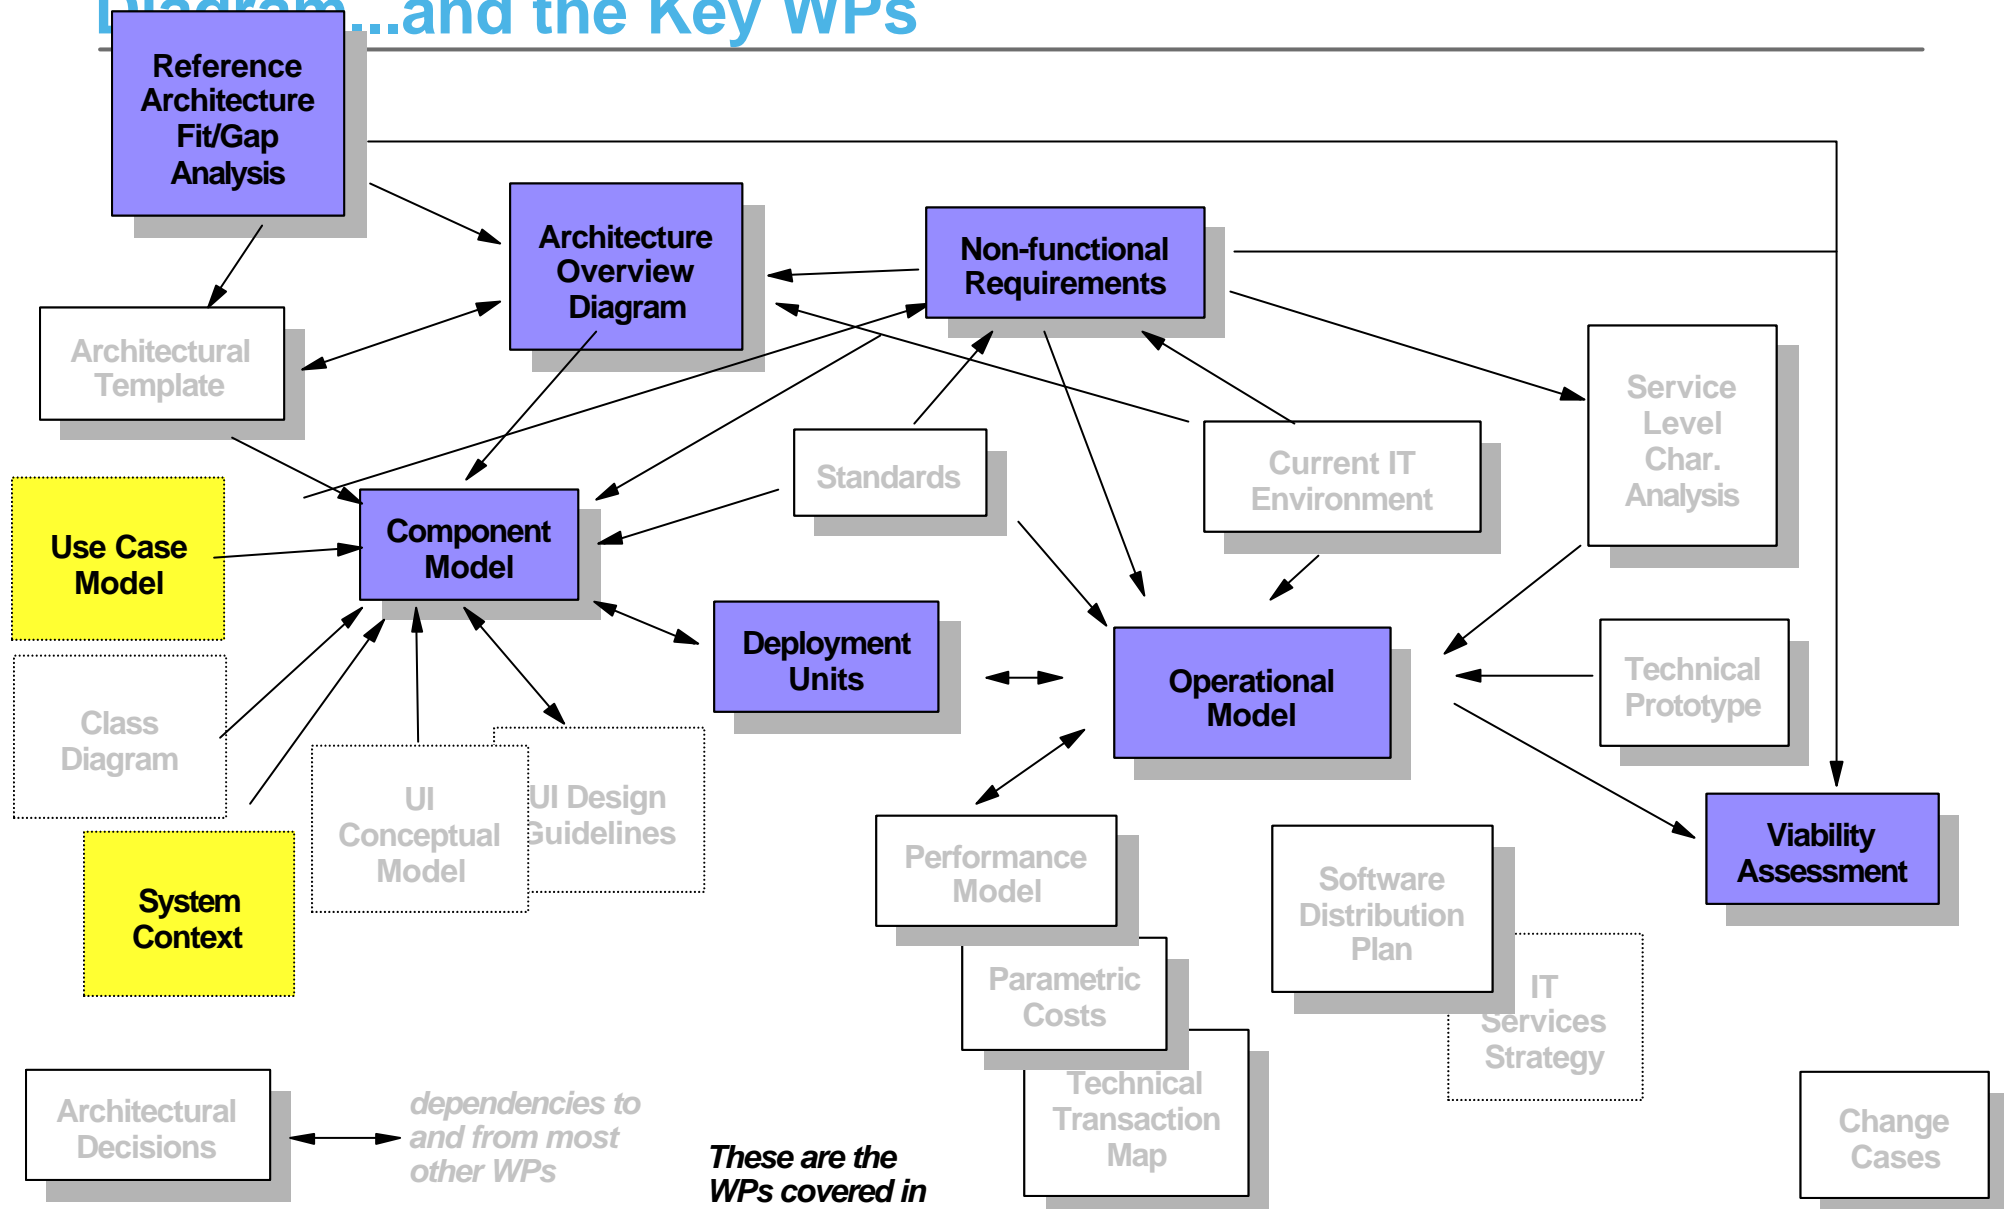 Diagram...and the Key WPs
Reference
Architecture
Fit/Gap
Analysis
Architecture
Overview
Diagram
Non-functional
Requirements
Architectural
Template
Service
Level
Char.
Analysis
Standards
Current IT
Environment
Use Case
Model
Component
Model
Deployment
Units
Operational
Model
Technical
Prototype
Class
Diagram
UI
Conceptual
Model
UI Design
Guidelines
Performance
Model
Software
Distribution
Plan
Viability
Assessment
System
Context
Parametric
Costs
IT
Services
Strategy
Technical
Transaction
Map
Architectural
Decisions
dependencies to
and from most
other WPs
These are the
WPs covered in
Change
Cases